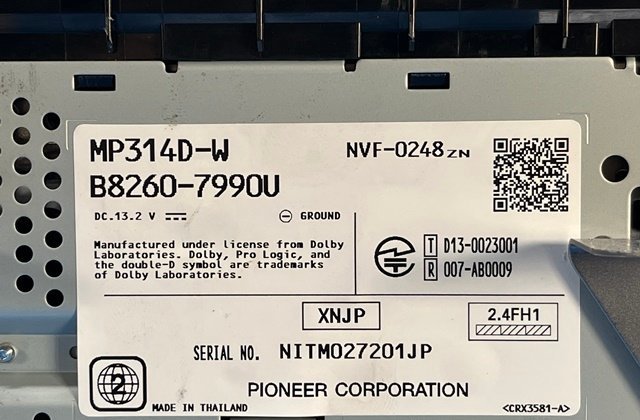 MP314D-W
NVF-0248ZN
B8260-7990U
DC.13.2 V
GROUND
Manufactured under license from Dolby
Laboratories. Dolby, Pro Logic, and
the double-D symbol are trademarks
of Dolby Laboratories.
T D13-0023001
R 007-AB0009
XNJP
2.4FH1
SERIAL NO. NITM027201JP
2
PIONEER CORPORATION
MADE IN THAILAND
<CRX3581-A>